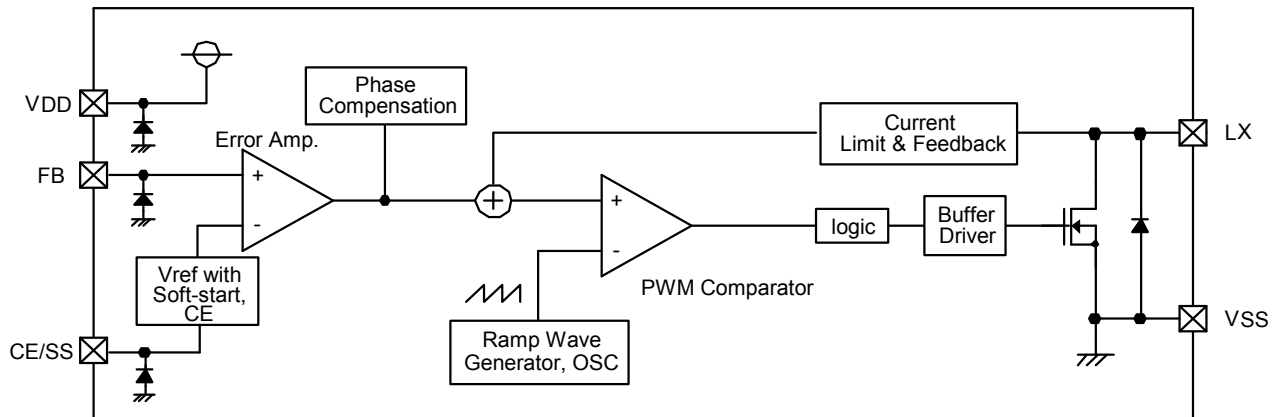 VDD
FB
CE/SS
Error Amp.
+
-
Vref with
Soft-start,
CE
Phase
Compensation
+
+
-
PWM Comparator
Ramp Wave
Generator, OSC
Current
Limit & Feedback
logic
Buffer
Driver
LX
VSS